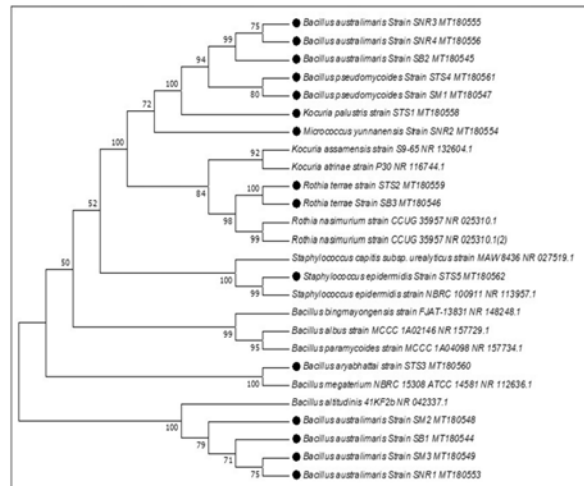 75
Bacillus australimaris Strain SNR3 MT180555
99
Bacillus australimaris Strain SNR4 MT180556
94
Bacillus australimaris Strain SB2 MT180545
Bacillus pseudomycoides Strain STS4 MT180561
100
80
Bacillus pseudomycoides Strain SM1 MT180547
72
Kocuria palustris strain STS1 MT180558
Micrococcus yunnanensis Strain SNR2 MT180554
100
92
Kocuria assamensis strain S9-65 NR 132604.1
Kocuria atrinae strain P30 NR 116744.1
84
100
Rothia terrae strain STS2 MT180559
52
98
Rothia terrae Strain SB3 MT180546
Rothia nasimurium strain CCUG 35957 NR 025310.1
99
Rothia nasimurium strain CCUG 35957 NR 025310.1(2)
Staphylococcus capitis subsp. urealyticus strain MAW 8436 NR 027519.1
50
100
Staphylococcus epidermidis Strain STS5 MT180562
99
Staphylococcus epidermidis strain NBRC 100911 NR 113957.1
Bacillus bingmayongensis strain FJAT-13831 NR 148248.1
99
Bacillus albus strain MCCC 1A02146 NR 157729.1
95
Bacillus paramycoides strain MCCC 1A04098 NR 157734.1
Bacillus aryabhattai strain STS3 MT180560
100
Bacillus megaterium NBRC 15308 ATCC 14581 NR 112636.1
Bacillus altitudinis 41KF2b NR 042337.1
100
Bacillus australimaris Strain SM2 MT180548
79
Bacillus australimaris Strain SB1 MT180544
71
Bacillus australimaris Strain SM3 MT180549
75
Bacillus australimaris Strain SNR1 MT180553